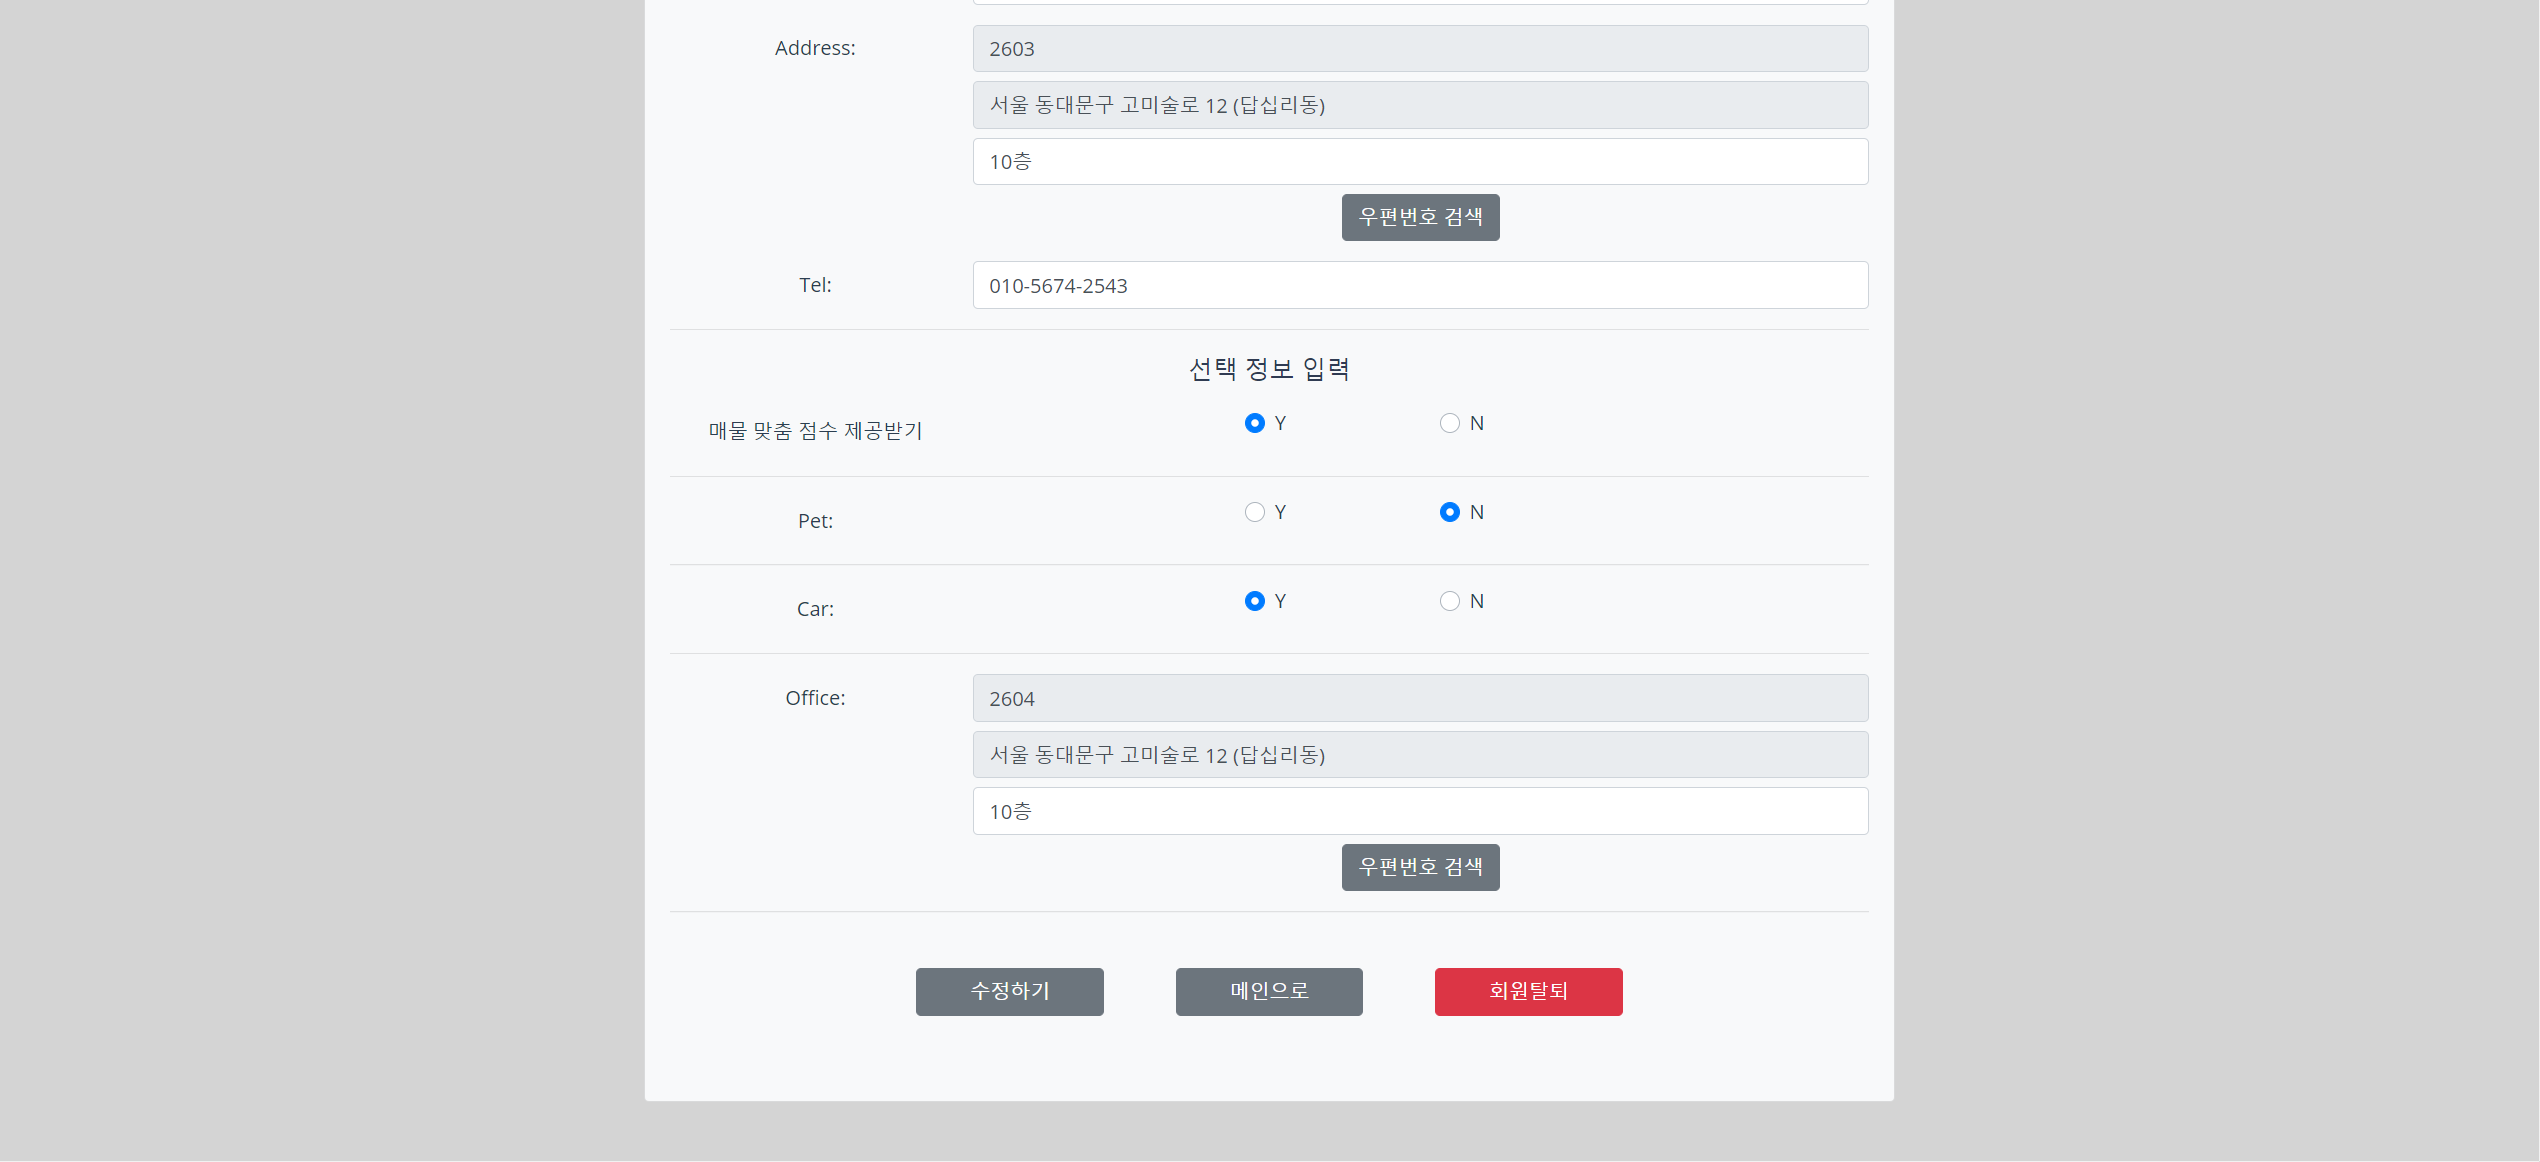 Address:
2603
서울 동대문구 고미술로 12 (답십리동)
10층
우편번호 검색
Tel:
010-5674-2543
선택 정보 입력
매물 맞춤 점수 제공받기
Y N
Pet:
Y N
Car:
Y N
Office:
2604
서울 동대문구 고미술로 12 (답십리동)
10층
우편번호 검색
수정하기 메인으로 회원탈퇴